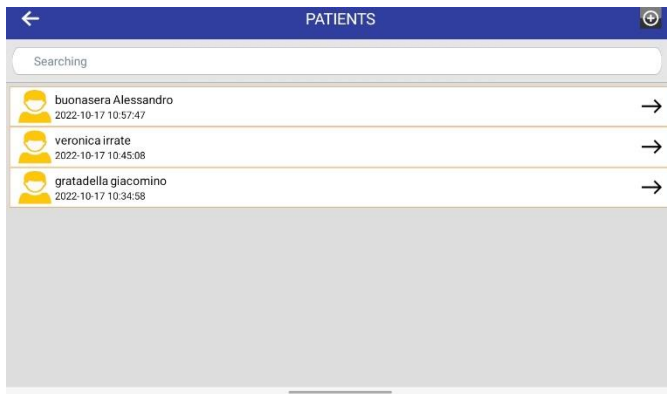 PATIENTS
Searching
buonasera Alessandro
2022-10-17 10:57:47
veronica irrate
2022-10-17 10:45:08
gratadella giacomino
2022-10-17 10:34:58